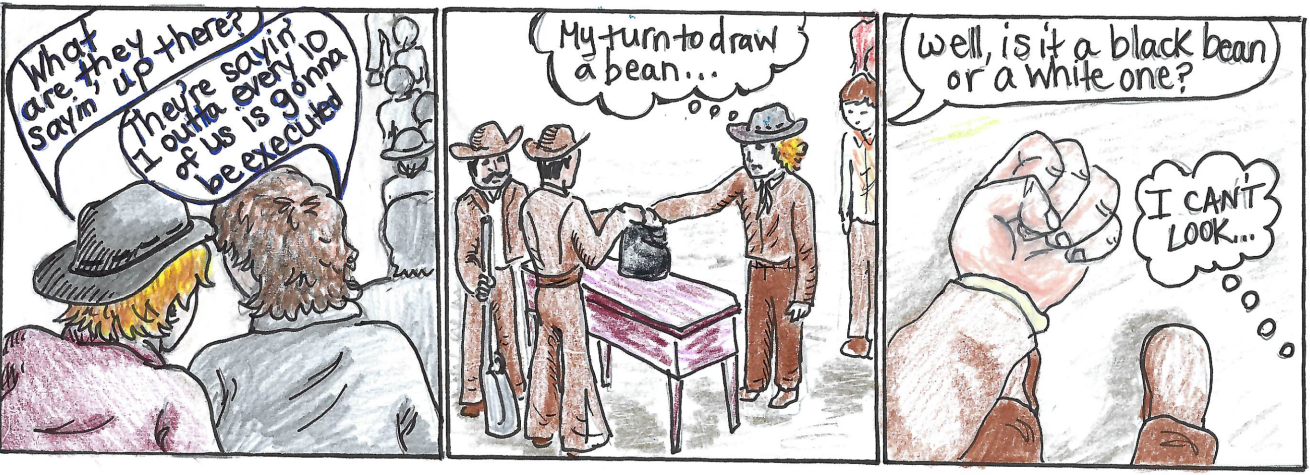 What
are they
sayin' up there?
They're sayin'
1 outta every 10
of us is gonna
be executed
My turn to draw
a bean...
Well, is it a black bean
or a white one?
I CAN'T
LOOK...